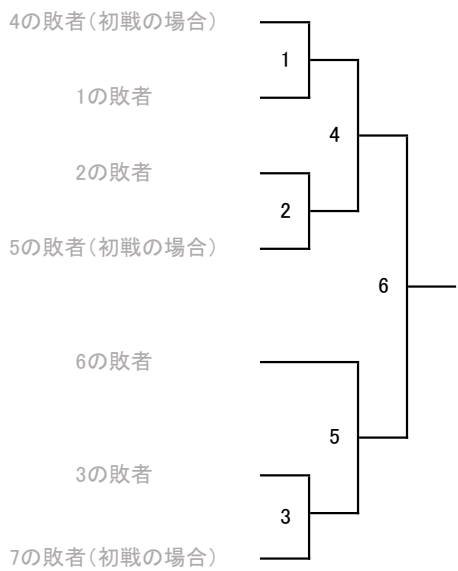 4の敗者(初戦の場合)
1
1の敗者
4
2の敗者
2
5の敗者(初戦の場合)
6
6の敗者
5
3の敗者
3
7の敗者(初戦の場合)